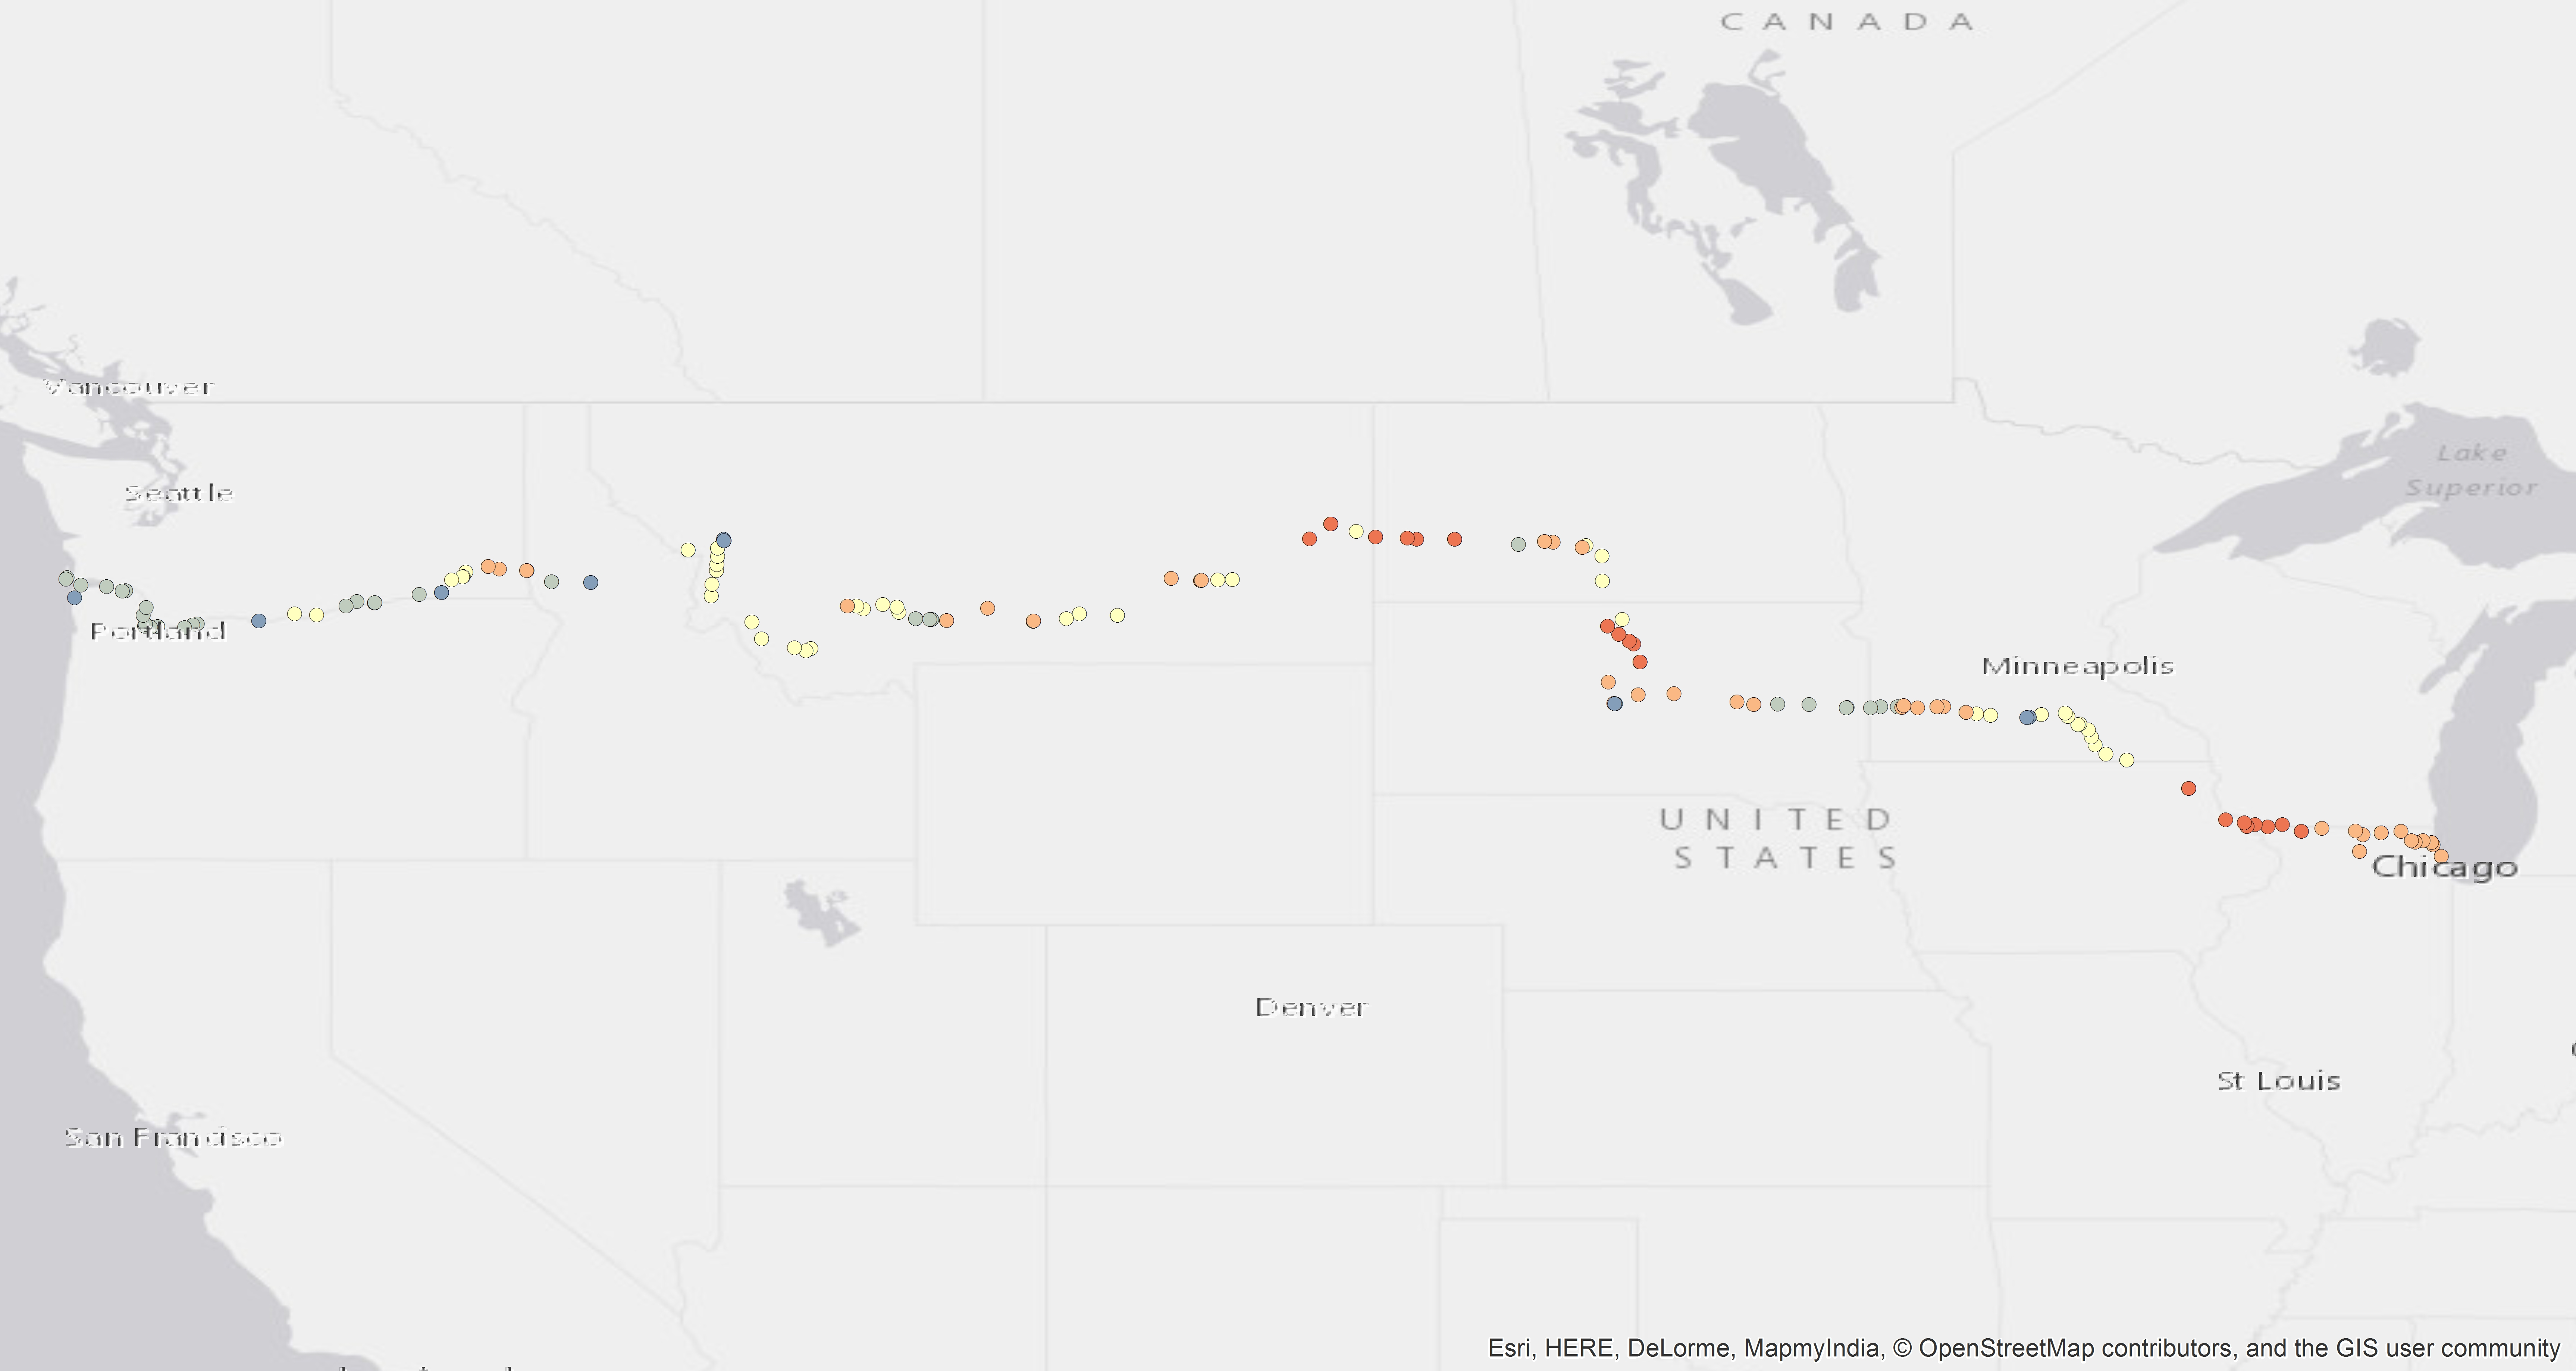 CANADA
Vancouver
Lake
Superior
Seattle
Portland
Minneapolis
UNITED
STATES
Chicago
Denver
St Louis
San Francisco
Esri, HERE, DeLorme, MapmyIndia, © OpenStreetMap contributors, and the GIS user community